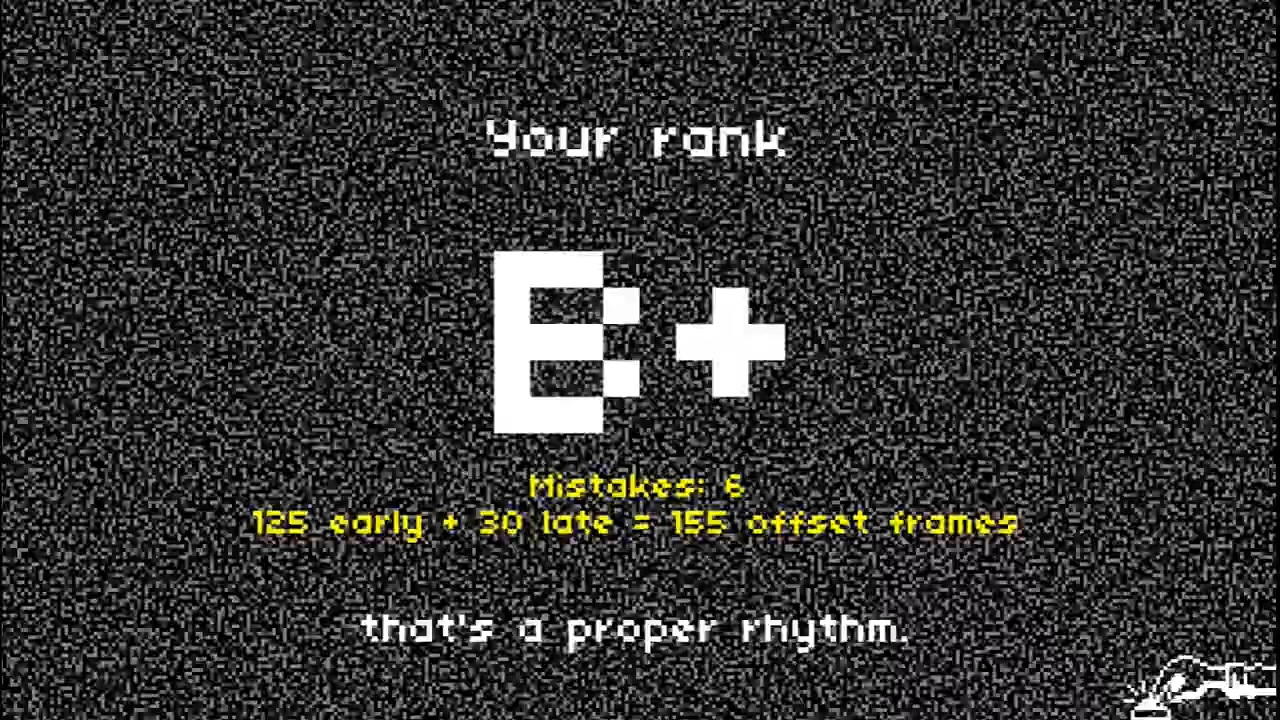 Your rank
B+
Mistakes: 6
125 early + 30 late = 155 offset frames
that's a proper rhythm.